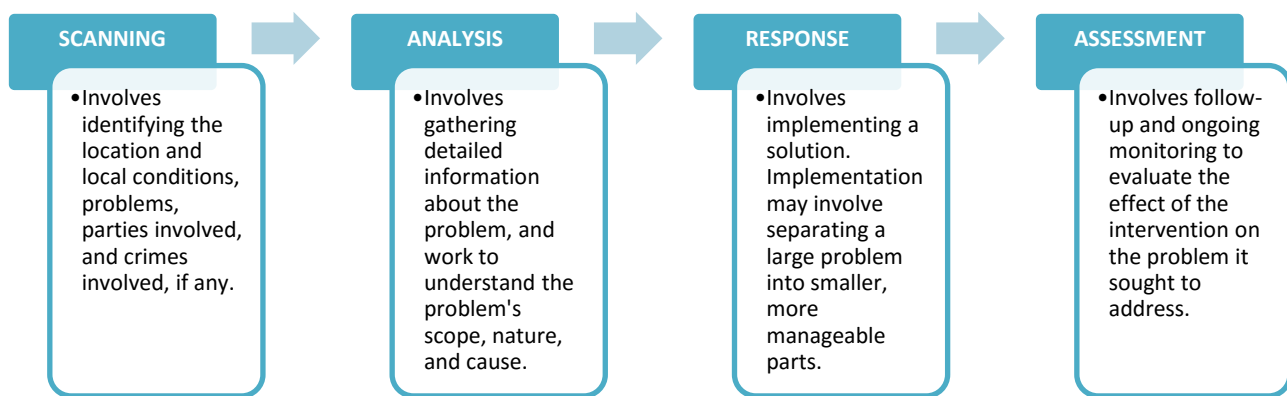 SCANNING
•Involves
identifying the
location and
local conditions,
problems,
parties involved,
and crimes
involved, if any.
ANALYSIS
•Involves
gathering
detailed
information
about the
problem, and
work to
understand the
problem's
scope, nature,
and cause.
RESPONSE
•Involves
implementing a
solution.
Implementation
may involve
separating a
large problem
into smaller,
more
manageable
parts.
ASSESSMENT
•Involves follow-
up and ongoing
monitoring to
evaluate the
effect of the
intervention on
the problem it
sought to
address.